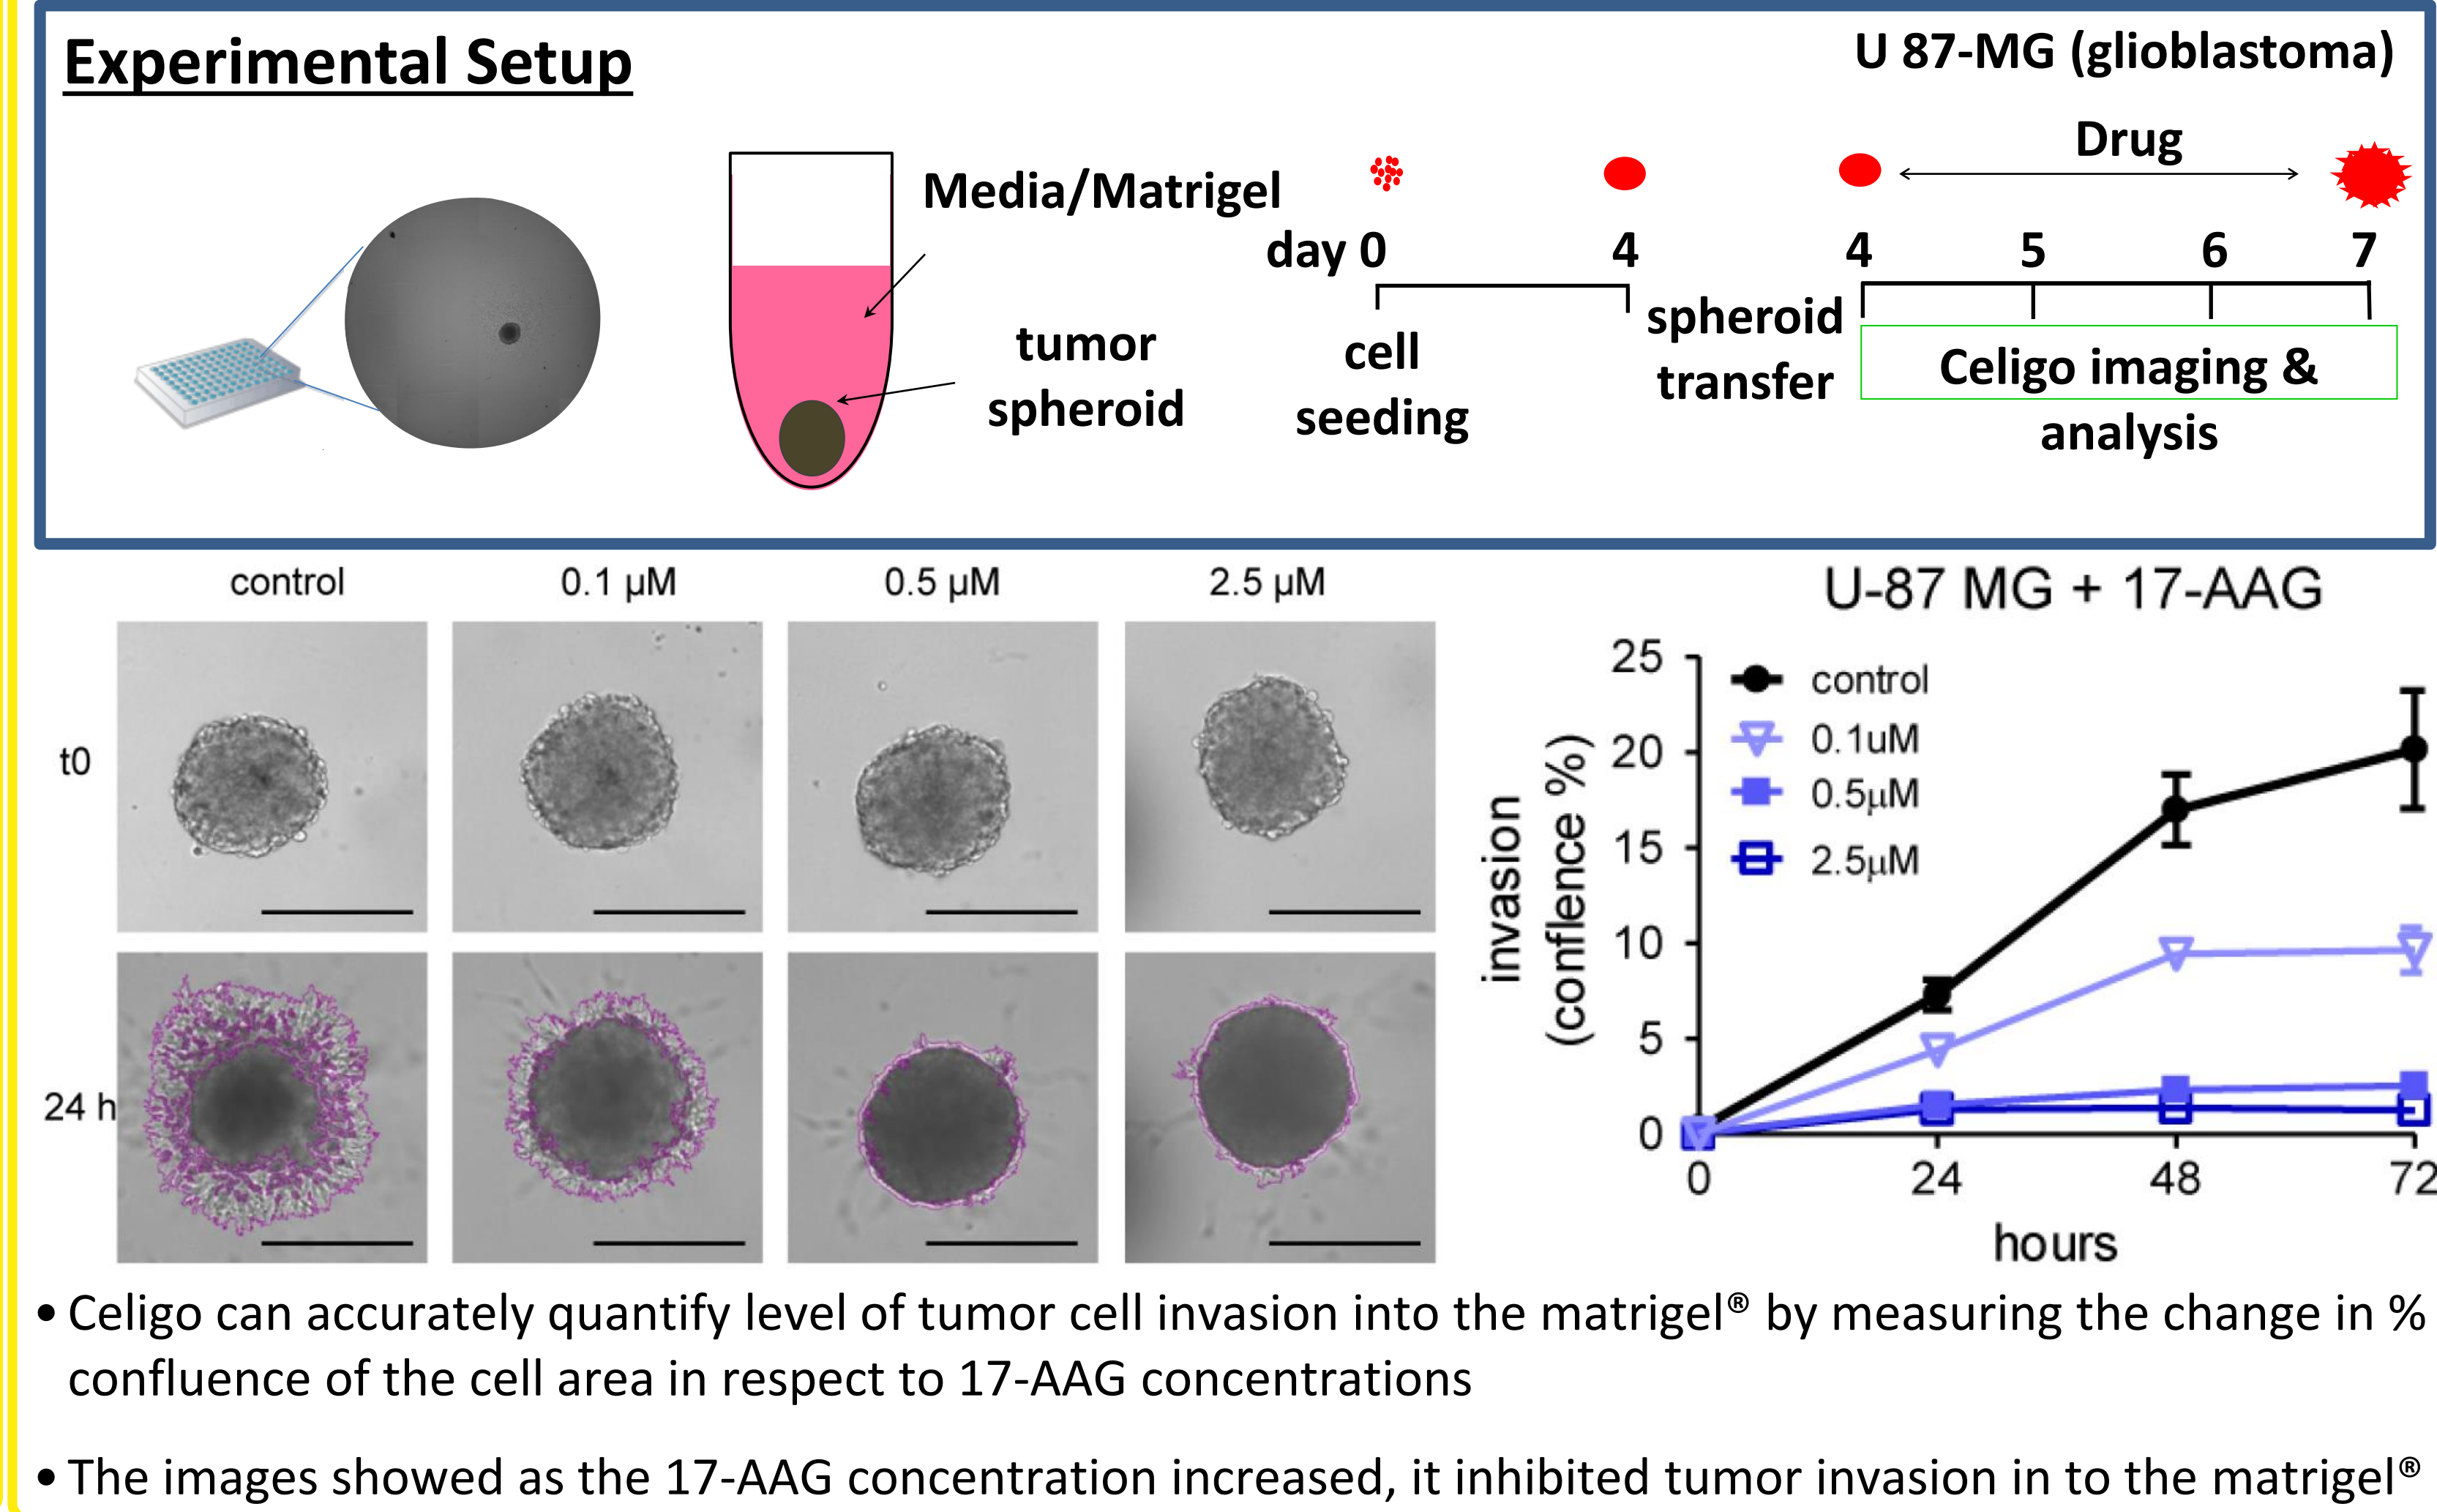 Experimental Setup
U 87-MG (glioblastoma)
Drug
Media/Matrigel
day 0 4 4 5 6 7
tumor
spheroid
cell
seeding
spheroid
transfer
Celigo imaging &
analysis
control 0.1 µM 0.5 µM 2.5 µM
t0
24 h
U-87 MG + 17-AAG
invasion
(conflence %)
25
20
15
10
5
0
control
0.1uM
0.5µM
2.5µM
0 24 48 72
hours
• Celigo can accurately quantify level of tumor cell invasion into the matrigel® by measuring the change in %
confluence of the cell area in respect to 17-AAG concentrations
• The images showed as the 17-AAG concentration increased, it inhibited tumor invasion in to the matrigel®